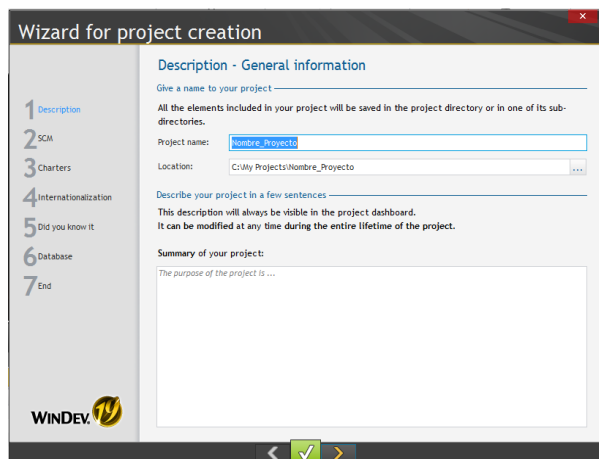 Wizard for project creation
Description - General information
Give a name to your project
All the elements included in your project will be saved in the project directory or in one of its sub-
directories.
Project name: Nombre_Proyecto
Location: C:\My Projects\Nombre_Proyecto ...
Describe your project in a few sentences
This description will always be visible in the project dashboard.
It can be modified at any time during the entire lifetime of the project.
Summary of your project:
The purpose of the project is ...
1 Description
2 SCM
3 Charters
4 Internationalization
5 Did you know it
6 Database
7 End
WINDEV. 19